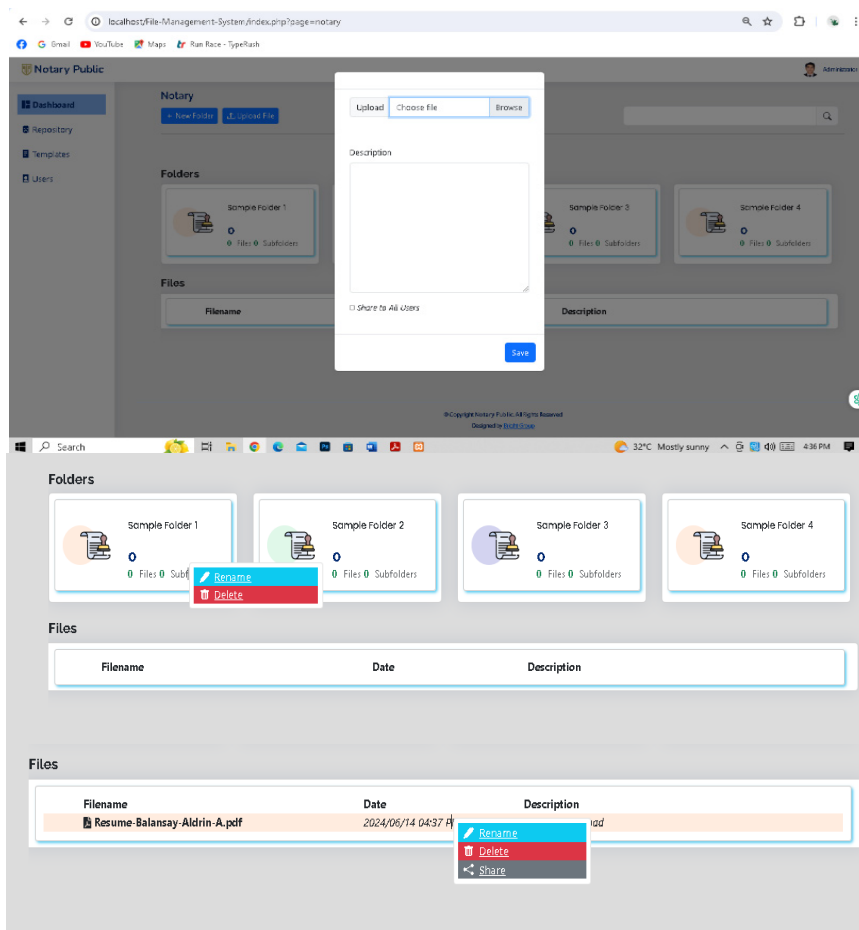 localhost/File-Management-System/index.php?page=notary
Gmail YouTube Maps Run Race - TypeRush
Notary Public
Administrator
Dashboard
Repository
Templates
Users
Notary
+ New Folder Upload File
Upload Choose file Browse
Description
Share to All Users
Save
Folders
Sample Folder 1
0
0 Files 0 Subfolders
Sample Folder 3
0
0 Files 0 Subfolders
Sample Folder 4
0
0 Files 0 Subfolders
Files
Filename Description
©Copyright Notary Public. All Rights Reserved
Designed by
Search
32°C Mostly sunny 4:36 PM
Folders
Sample Folder 1
0
0 Files 0 Subf
Rename
Delete
Sample Folder 2
0
0 Files 0 Subfolders
Sample Folder 3
0
0 Files 0 Subfolders
Sample Folder 4
0
0 Files 0 Subfolders
Files
Filename Date Description
Files
Filename Date Description
Resume-Balansay-Aldrin-A.pdf 2024/06/14 04:37 P
Rename
Delete
Share